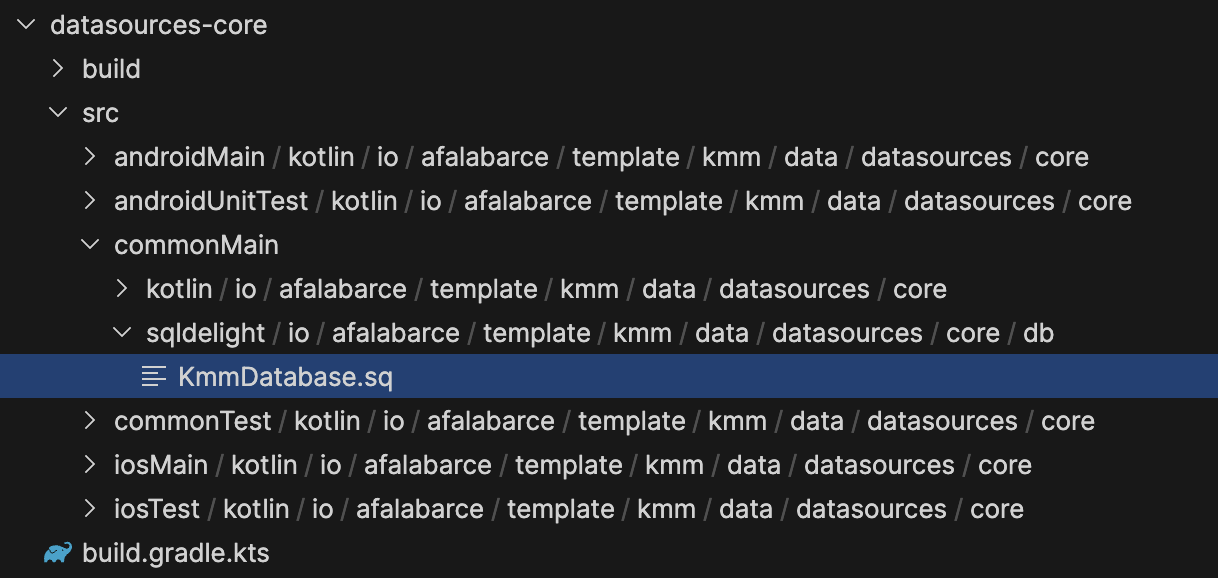 datasources-core
build
src
androidMain / kotlin / io / afalabarce / template / kmm / data / datasources / core
androidUnitTest / kotlin / io / afalabarce / template / kmm / data / datasources / core
commonMain
kotlin / io / afalabarce / template / kmm / data / datasources / core
sqldelight / io / afalabarce / template / kmm / data / datasources / core / db
KmmDatabase.sq
commonTest / kotlin / io / afalabarce / template / kmm / data / datasources / core
iosMain / kotlin / io / afalabarce / template / kmm / data / datasources / core
iosTest / kotlin / io / afalabarce / template / kmm / data / datasources / core
build.gradle.kts